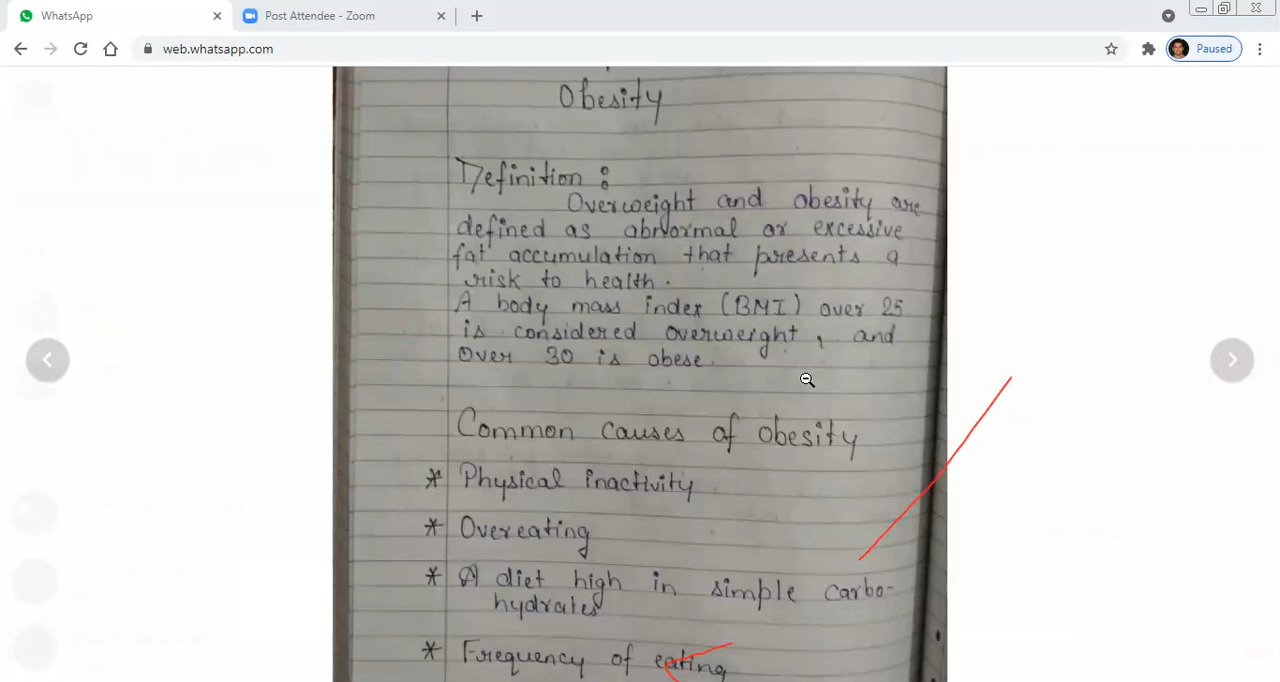 WhatsApp
Post Attendee - Zoom
web.whatsapp.com
Paused
Obesity
Definition :
Overweight and obesity are
defined as abnormal or excessive
fat accumulation that presents a
risk to health.
A body mass index (BMI) over 25
is considered overweight, and
over 30 is obese.
Common causes of obesity
* Physical inactivity
* Overeating
* A diet high in simple carbo-
hydrates
* Frequency of eating